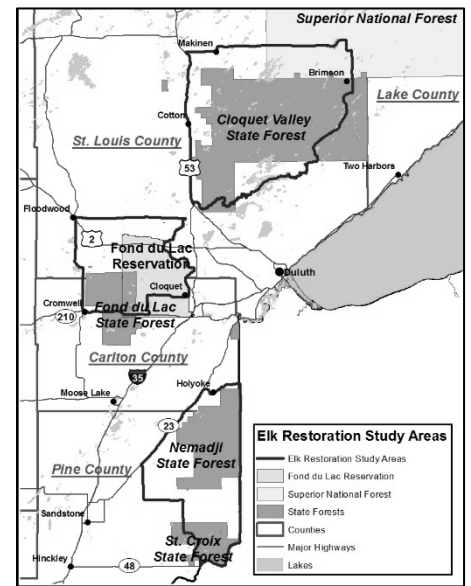 Superior National Forest
Makinen
Brimson
Lake County
Cotton
Cloquet Valley
State Forest
St. Louis County
53
Two Harbors
Floodwood
2
Fond du Lac
Reservation
Duluth
Cloquet
Cromwell
210
Fond du Lac
State Forest
Carlton County
35
Moose Lake
Holyoke
23
Nemadji
State Forest
Pine County
Sandstone
St. Croix
State Forest
Hinckley
48
Elk Restoration Study Areas
Elk Restoration Study Areas
Fond du Lac Reservation
Superior National Forest
State Forests
Counties
Major Highways
Lakes